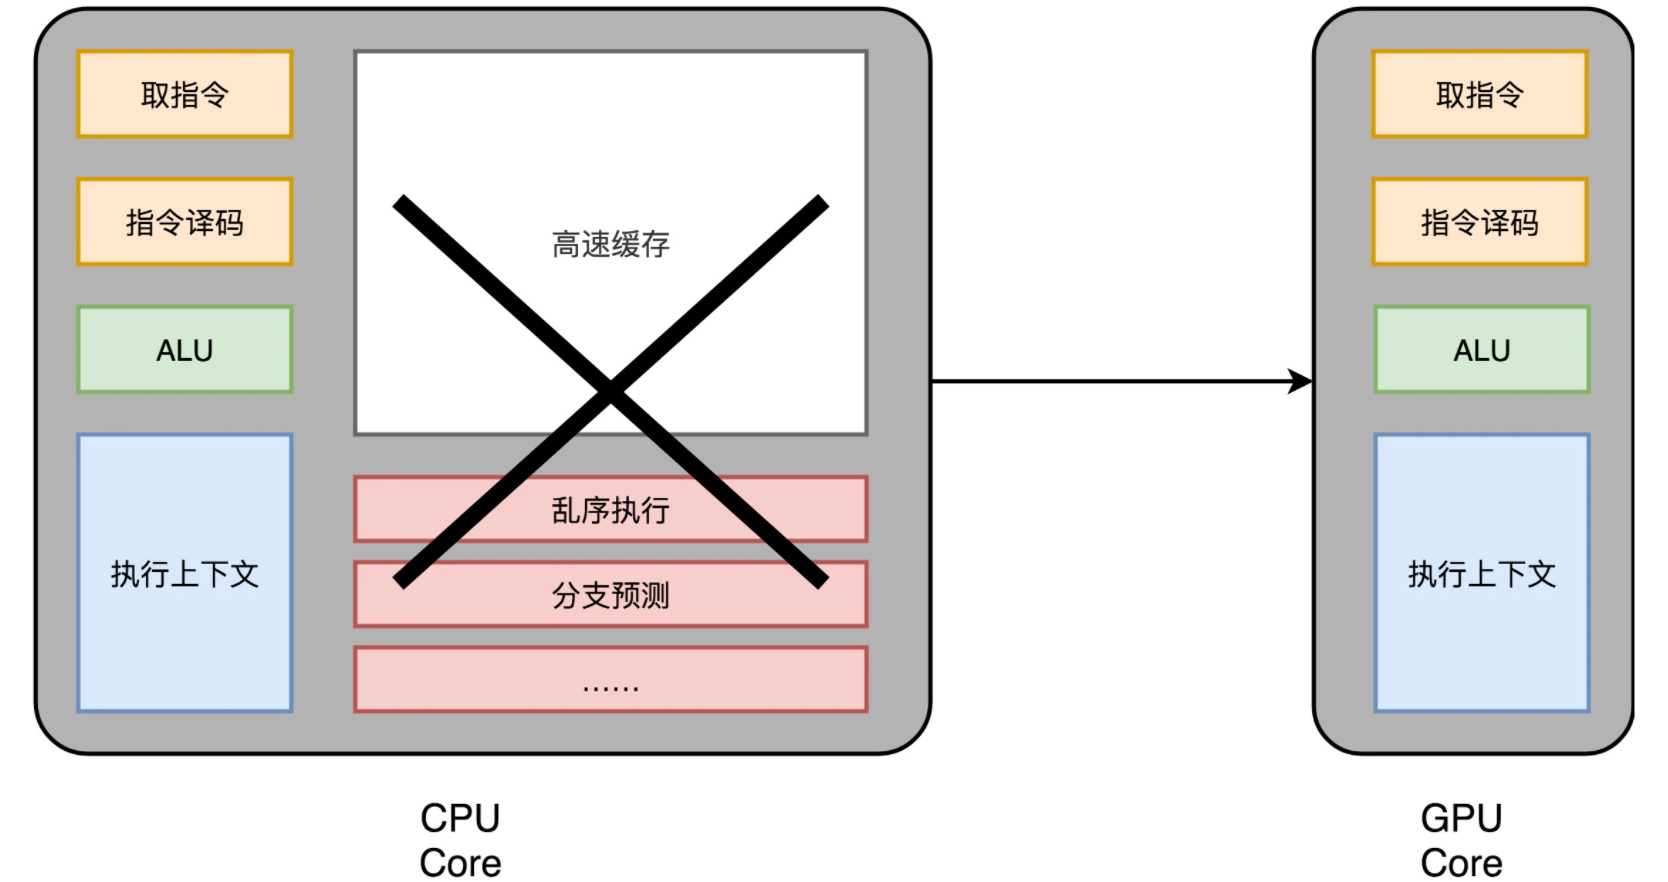 取指令
指令译码
ALU
执行上下文
高速缓存
乱序执行
分支预测
......
CPU
Core
取指令
指令译码
ALU
执行上下文
GPU
Core